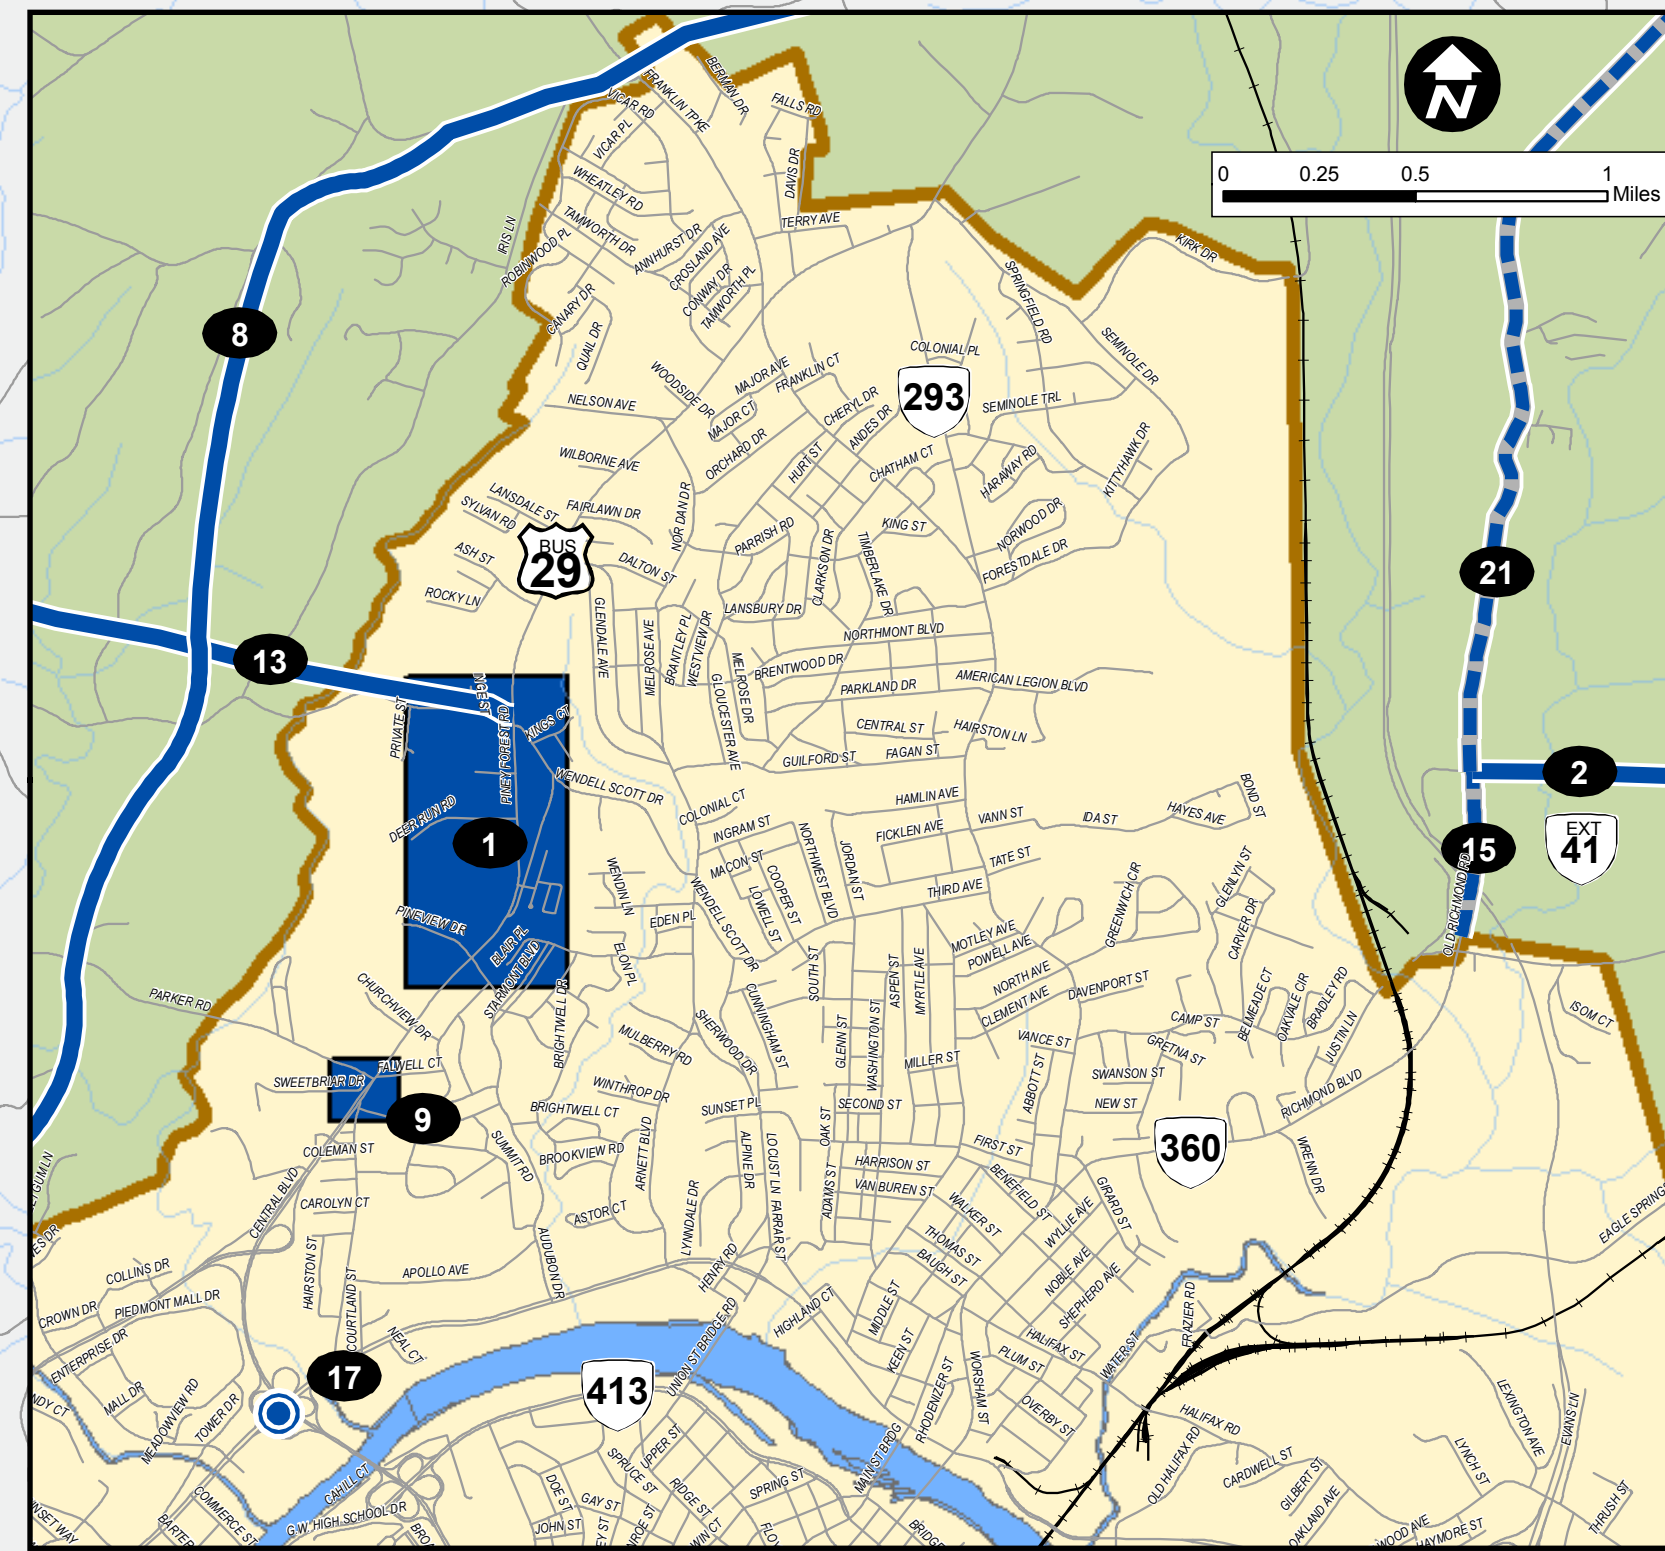 BERMAN DR
FRANKLIN TPKE
VICAR RD
FALLS RD
VICAR PL
N
0 0.25 0.5 1
Miles
WHEATLEY RD
DAVIS DR
TERRY AVE
TAMWORTH DR
IRIS LN
ROBINWOOD PL
ANNHURST DR
CROSLAND AVE
CONWAY DR
TAMWORTH PL
KIRK DR
SPRINGFIELD RD
CANARY DR
QUAIL DR
8
COLONIAL PL
SEMINOLE DR
WOODSIDE DR
MAJOR AVE
FRANKLIN CT
293
NELSON AVE
MAJOR CT
CHERYL DR
ANDES DR
SEMINOLE TRL
ORCHARD DR
HURT ST
CHATHAM CT
HARAWAY RD
KITTYHAWK DR
WILBORNE AVE
LANSDALE ST
SYLVAN RD
FAIRLAWN DR
NOR DAN DR
PARRISH RD
KING ST
NORWOOD DR
FORESTDALE DR
ASH ST
BUS
29
DALTON ST
CLARKSON DR
TIMBERLAKE DR
21
ROCKY LN
GLENDALE AVE
MELROSE AVE
BRANTLEY PL
WESTVIEW DR
LANSBURY DR
NORTHMONT BLVD
13
MELROSE DR
BRENTWOOD DR
GLOUCESTER AVE
PARKLAND DR
AMERICAN LEGION BLVD
PRIVATE ST
PINEY FOREST RD
KINGS CT
CENTRAL ST
HAIRSTON LN
GUILFORD ST
FAGAN ST
WENDELL SCOTT DR
2
DEER RUN RD
1
COLONIAL CT
HAMLIN AVE
VANN ST
IDA ST
HAYES AVE
BOND ST
INGRAM ST
FICKLEN AVE
EXT
41
15
OLD RICHMOND RD
MACON ST
NORTHWEST BLVD
JORDAN ST
TATE ST
WENDIN LN
COOPER ST
LOWELL ST
THIRD AVE
GREENWICH CIR
GLENLYN ST
CARVER DR
PINEVIEW DR
EDEN PL
WENDELL SCOTT DR
BLAIR PL
STARMONT BLVD
ELON PL
SOUTH ST
ASPEN ST
MYRTLE AVE
MOTLEY AVE
POWELL AVE
NORTH AVE
CLEMENT AVE
DAVENPORT ST
PARKER RD
CHURCHVIEW DR
BRIGHTWELL DR
CUNNINGHAM ST
SHERWOOD DR
MULBERRY RD
GLENN ST
WASHINGTON ST
MILLER ST
VANCE ST
CAMP ST
GRETNA ST
BELMEADE CT
OAKVALE CIR
BRADLEY RD
JUSTIN LN
ISOM CT
FALWELL CT
SWEETBRIAR DR
9
WINTHROP DR
BRIGHTWELL CT
SUNSET PL
SECOND ST
ABBOTT ST
SWANSON ST
NEW ST
RICHMOND BLVD
360
COLEMAN ST
SUMMIT RD
BROOKVIEW RD
ARNETT BLVD
ALPINE DR
LOCUST LN
OAK ST
FIRST ST
HARRISON ST
VAN BUREN ST
WRENN DR
CENTRAL BLVD
CAROLYN CT
ASTOR CT
LYNNDALE DR
FARRAR ST
ADAMS ST
BENEFIELD ST
WALKER ST
WYLLIE AVE
GIRARD ST
THOMAS ST
BAUGH ST
NOBLE AVE
SHEPHERD AVE
EAGLE SPRING
COLLINS DR
CROWN DR
PIEDMONT MALL DR
ENTERPRISE DR
HAIRSTON ST
COURTLAND ST
APOLLO AVE
AUDUBON DR
HENRY RD
UNION ST BRIDGE RD
HIGHLAND CT
MIDDLE ST
KEEN ST
HALIFAX ST
PLUM ST
WATER ST
FRAZIER RD
NEAL CT
17
413
MALL DR
MEADOWVIEW RD
TOWER DR
RHODENIZER ST
WORSHAM ST
OVERBY ST
HALIFAX RD
OLD HALIFAX RD
CARDWELL ST
GILBERT ST
OAKLAND AVE
LEXINGTON AVE
EVANS LN
LYNCH ST
THRUSH ST
CAHILL CT
G.W. HIGH SCHOOL DR
COMMERCE ST
DOE ST
GAY ST
JOHN ST
SPRUCE ST
UPPER ST
RIDGE ST
SPRING ST
MAIN ST BRDG
HAYMORE ST